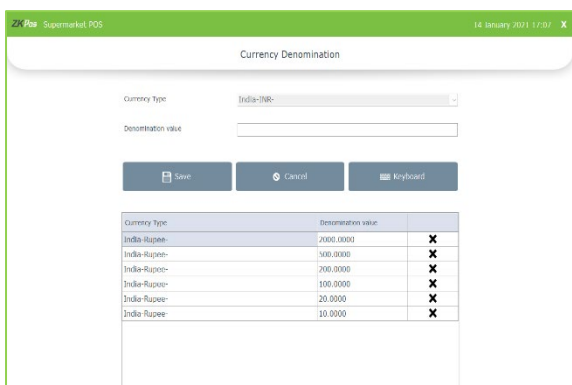 ZKPos Supermarket POS 14 January 2021 17:07 X
Currency Denomination
Currency Type India-INR-
Denomination value
Save Cancel Keyboard
Currency Type Denomination value
India-Rupee- 2000.0000
India-Rupee- 500.0000
India-Rupee- 200.0000
India-Rupee- 100.0000
India-Rupee- 20.0000
India-Rupee- 10.0000